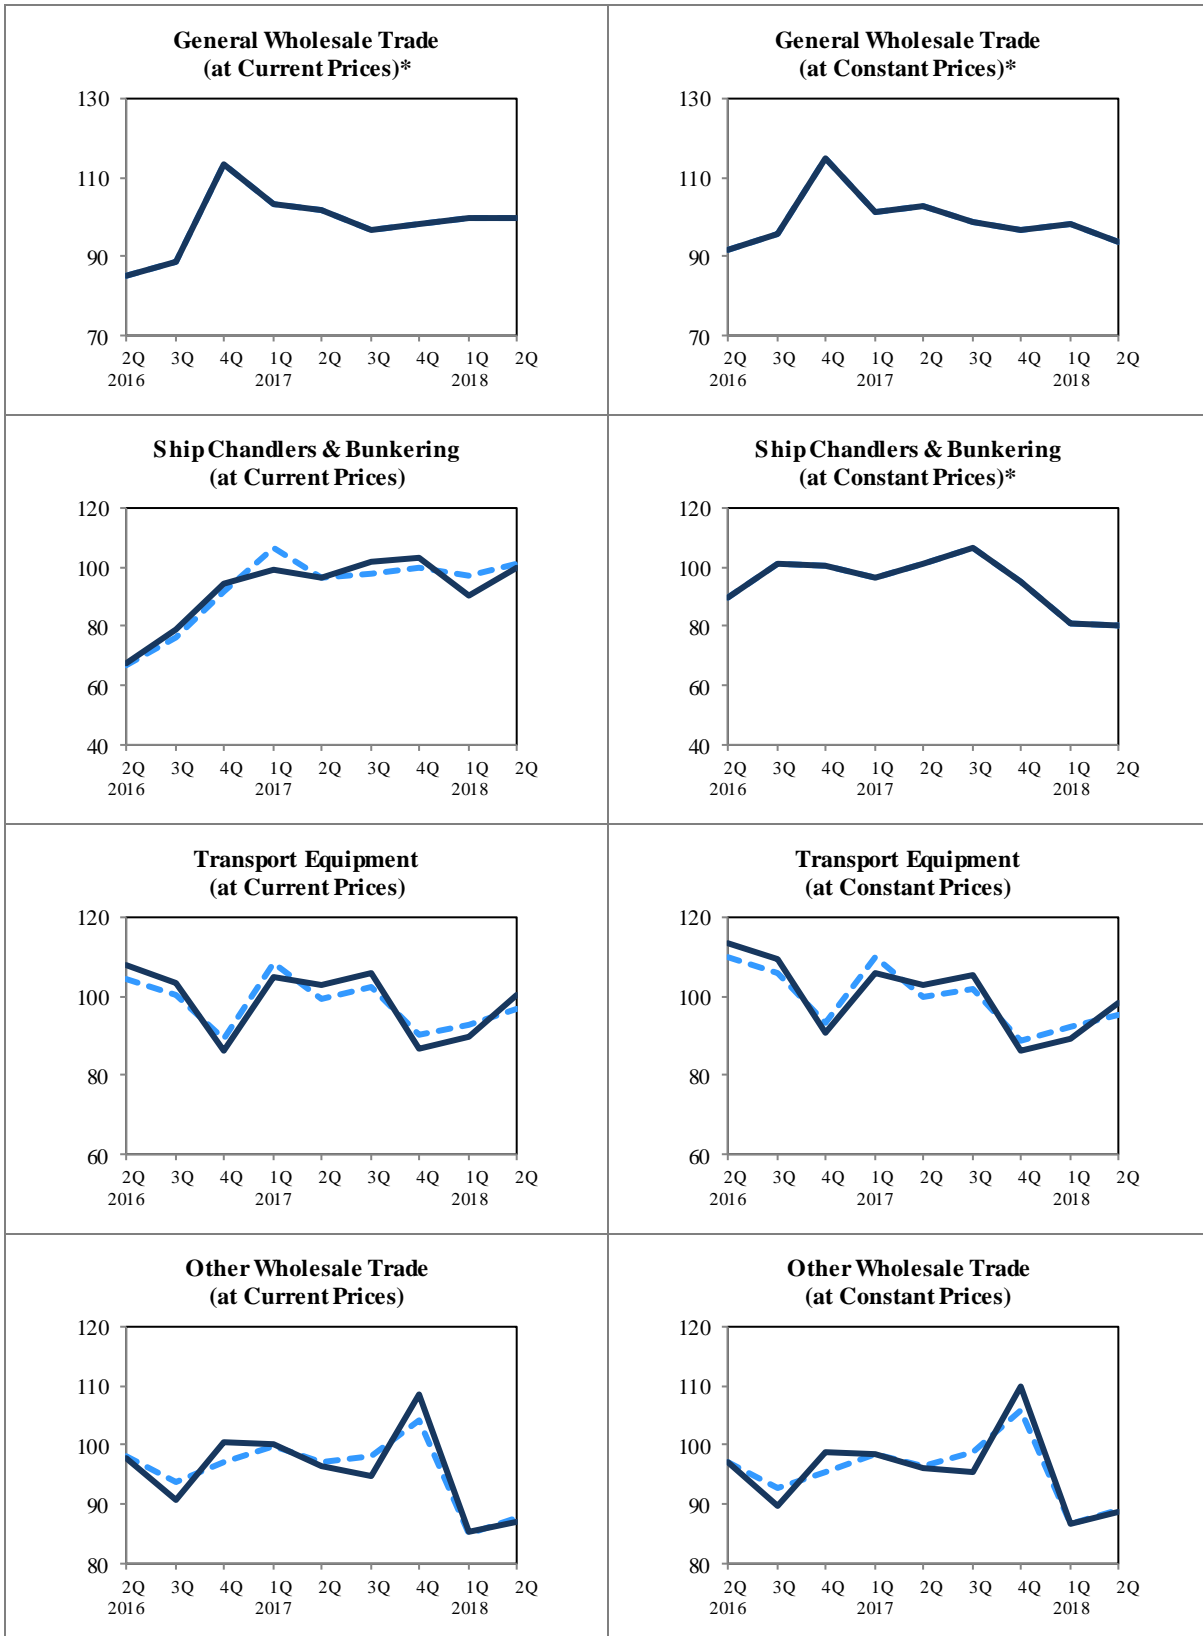 General Wholesale Trade
(at Current Prices)*
130
110
90
70
2Q 3Q 4Q 1Q 2Q 3Q 4Q 1Q 2Q
2016 2017 2018
General Wholesale Trade
(at Constant Prices)*
130
110
90
70
2Q 3Q 4Q 1Q 2Q 3Q 4Q 1Q 2Q
2016 2017 2018
Ship Chandlers & Bunkering
(at Current Prices)
120
100
80
60
40
2Q 3Q 4Q 1Q 2Q 3Q 4Q 1Q 2Q
2016 2017 2018
Ship Chandlers & Bunkering
(at Constant Prices)*
120
100
80
60
40
2Q 3Q 4Q 1Q 2Q 3Q 4Q 1Q 2Q
2016 2017 2018
Transport Equipment
(at Current Prices)
120
100
80
60
2Q 3Q 4Q 1Q 2Q 3Q 4Q 1Q 2Q
2016 2017 2018
Transport Equipment
(at Constant Prices)
120
100
80
60
2Q 3Q 4Q 1Q 2Q 3Q 4Q 1Q 2Q
2016 2017 2018
Other Wholesale Trade
(at Current Prices)
120
110
100
90
80
2Q 3Q 4Q 1Q 2Q 3Q 4Q 1Q 2Q
2016 2017 2018
Other Wholesale Trade
(at Constant Prices)
120
110
100
90
80
2Q 3Q 4Q 1Q 2Q 3Q 4Q 1Q 2Q
2016 2017 2018